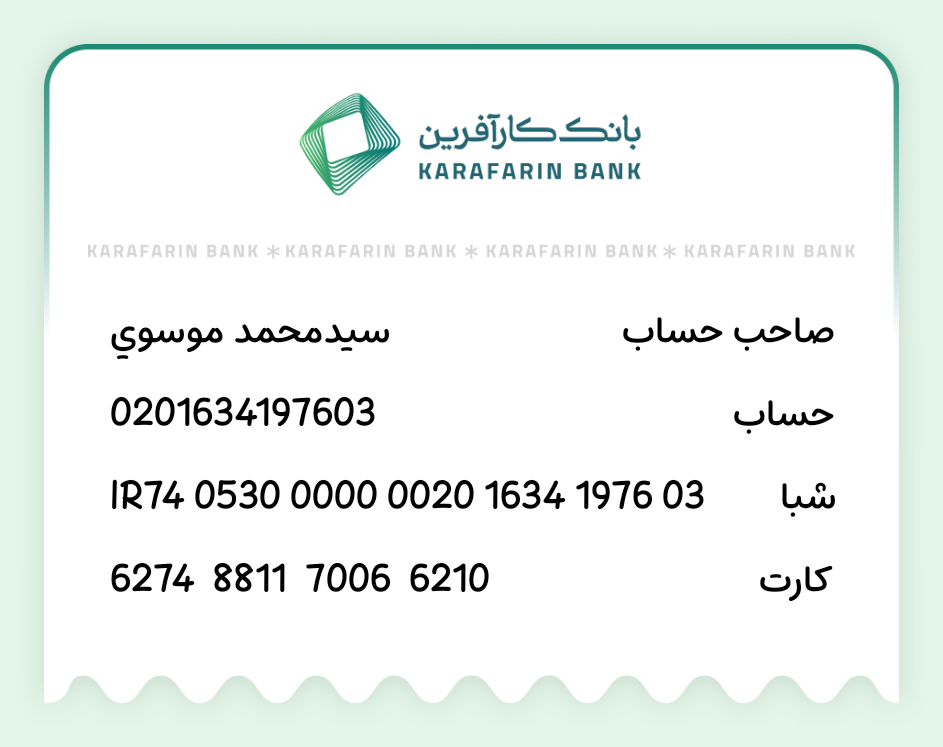 بانک کارآفرین
KARAFARIN BANK
KARAFARIN BANK * KARAFARIN BANK * KARAFARIN BANK * KARAFARIN BANK
صاحب حساب سيدمحمد موسوي
حساب 0201634197603
شبا IR74 0530 0000 0020 1634 1976 03
کارت 6274 8811 7006 6210